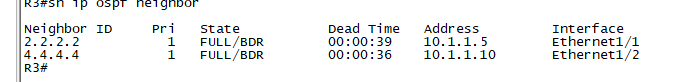 R3#sh ip ospf neighbor
Neighbor ID     Pri   State           Dead Time   Address         Interface
2.2.2.2           1   FULL/BDR        00:00:39    10.1.1.5        Ethernet1/1
4.4.4.4           1   FULL/BDR        00:00:36    10.1.1.10       Ethernet1/2
R3#